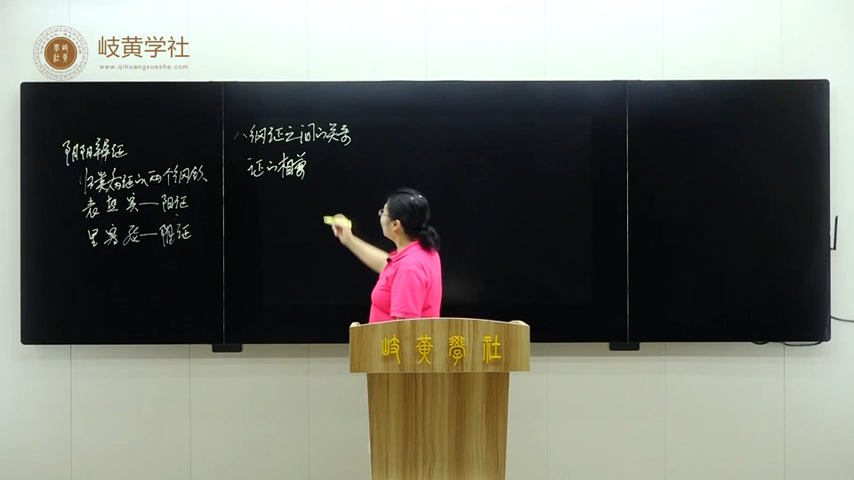 岐黄学社
www.qihuangxueshe.com
阴阳辨证
归类病证的两个纲领
表热实—阳证
里寒虚—阴证
八纲证之间的关系
证的相兼
岐黄學社